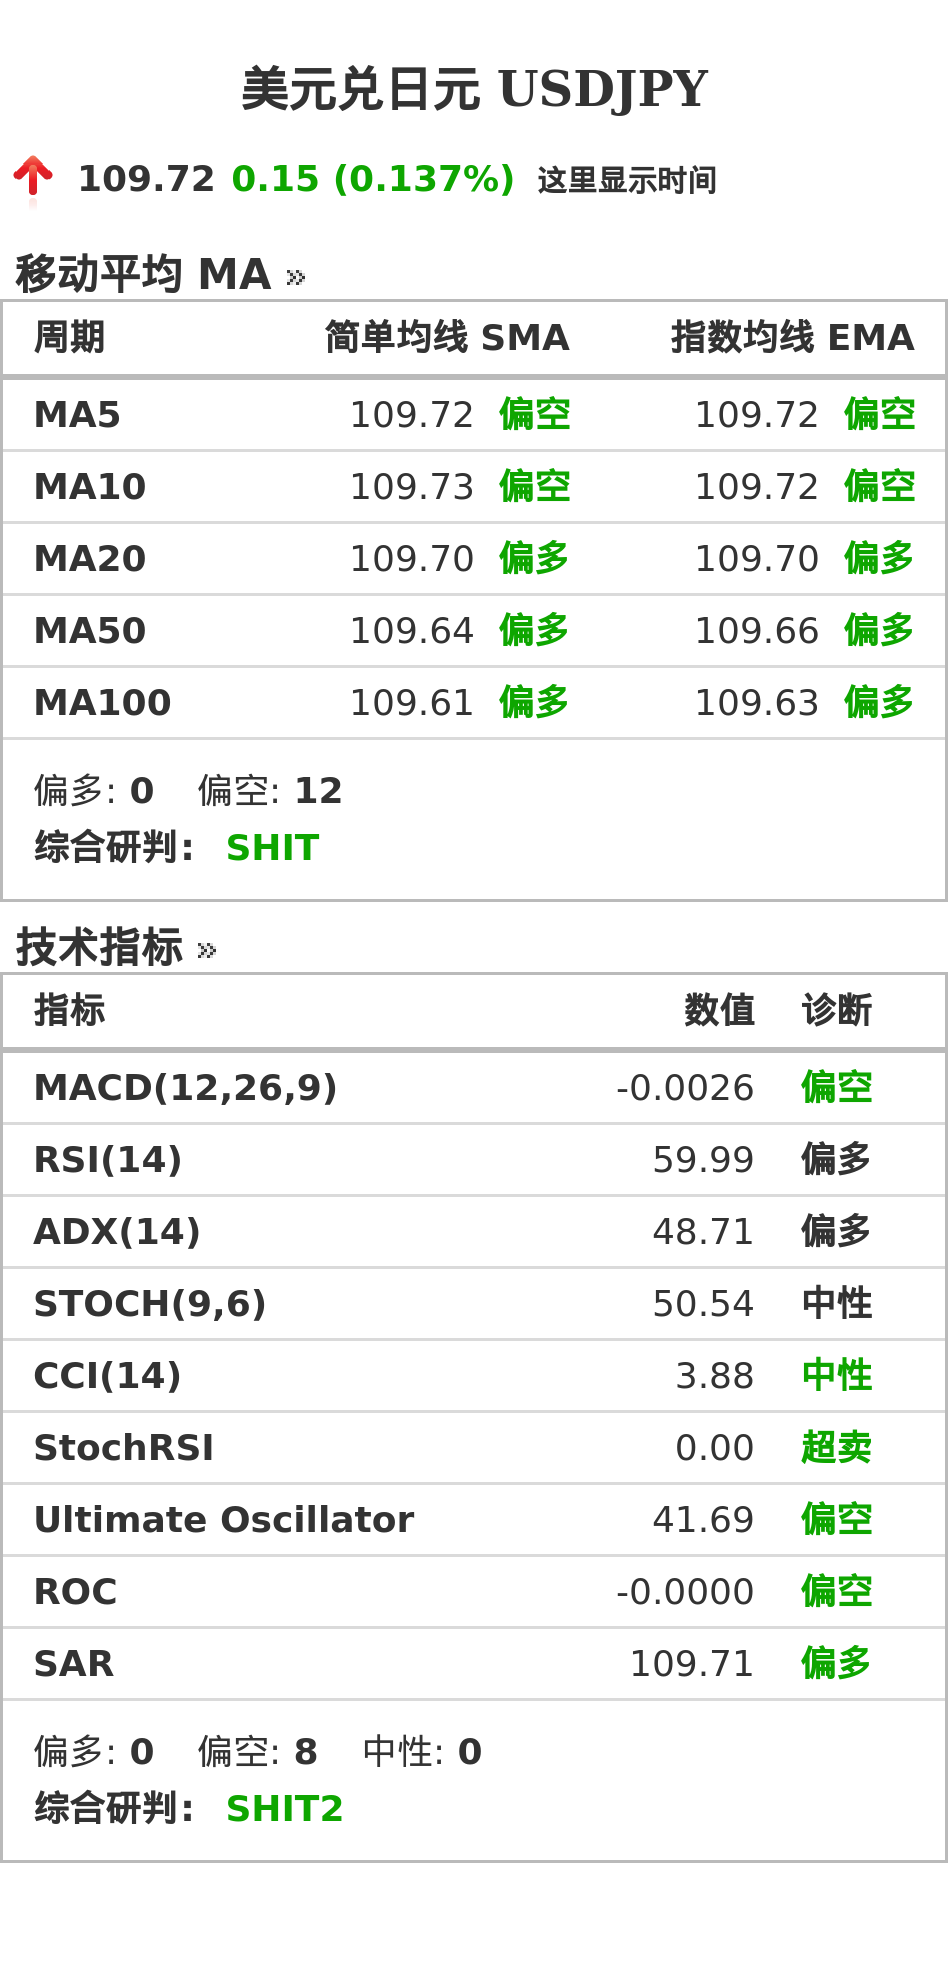 美元兑日元 USDJPY
109.72 0.15 (0.137%) 这里显示时间
移动平均 MA »
周期 简单均线 SMA 指数均线 EMA
MA5 109.72 偏空 109.72 偏空
MA10 109.73 偏空 109.72 偏空
MA20 109.70 偏多 109.70 偏多
MA50 109.64 偏多 109.66 偏多
MA100 109.61 偏多 109.63 偏多
偏多: 0 偏空: 12
综合研判: SHIT
技术指标 »
指标 数值 诊断
MACD(12,26,9) -0.0026 偏空
RSI(14) 59.99 偏多
ADX(14) 48.71 偏多
STOCH(9,6) 50.54 中性
CCI(14) 3.88 中性
StochRSI 0.00 超卖
Ultimate Oscillator 41.69 偏空
ROC -0.0000 偏空
SAR 109.71 偏多
偏多: 0 偏空: 8 中性: 0
综合研判: SHIT2